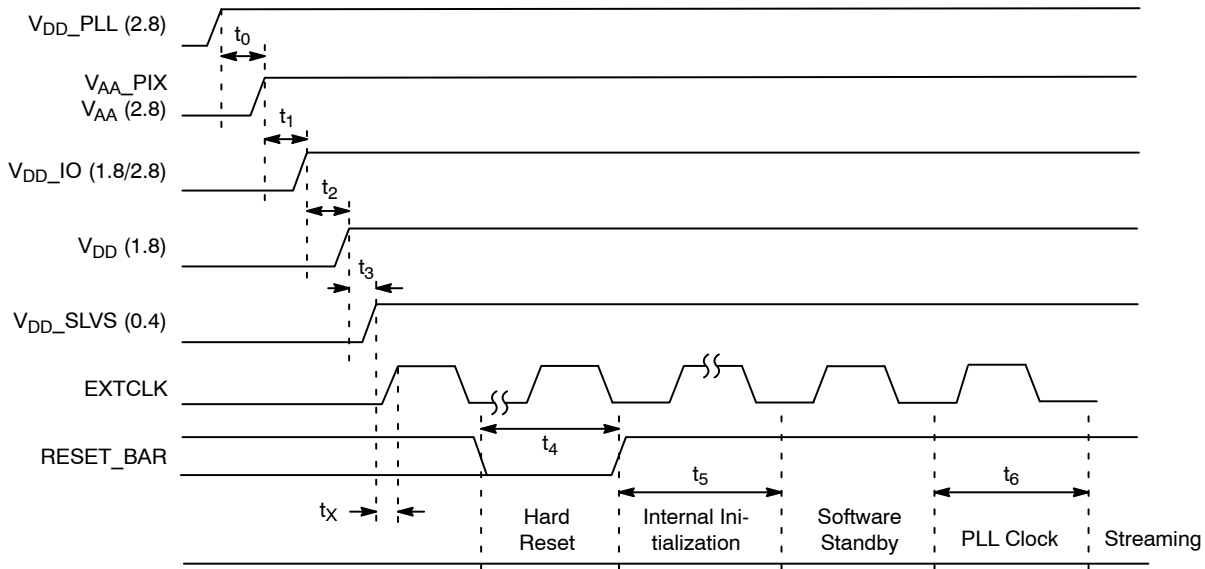 VDD_PLL (2.8)
t0
VAA_PIX
VAA (2.8)
t1
VDD_IO (1.8/2.8)
t2
VDD (1.8)
t3
VDD_SLVS (0.4)
EXTCLK
RESET_BAR
t4
t5
t6
tX
Hard
Reset
Internal Ini-
tialization
Software
Standby
PLL Clock
Streaming